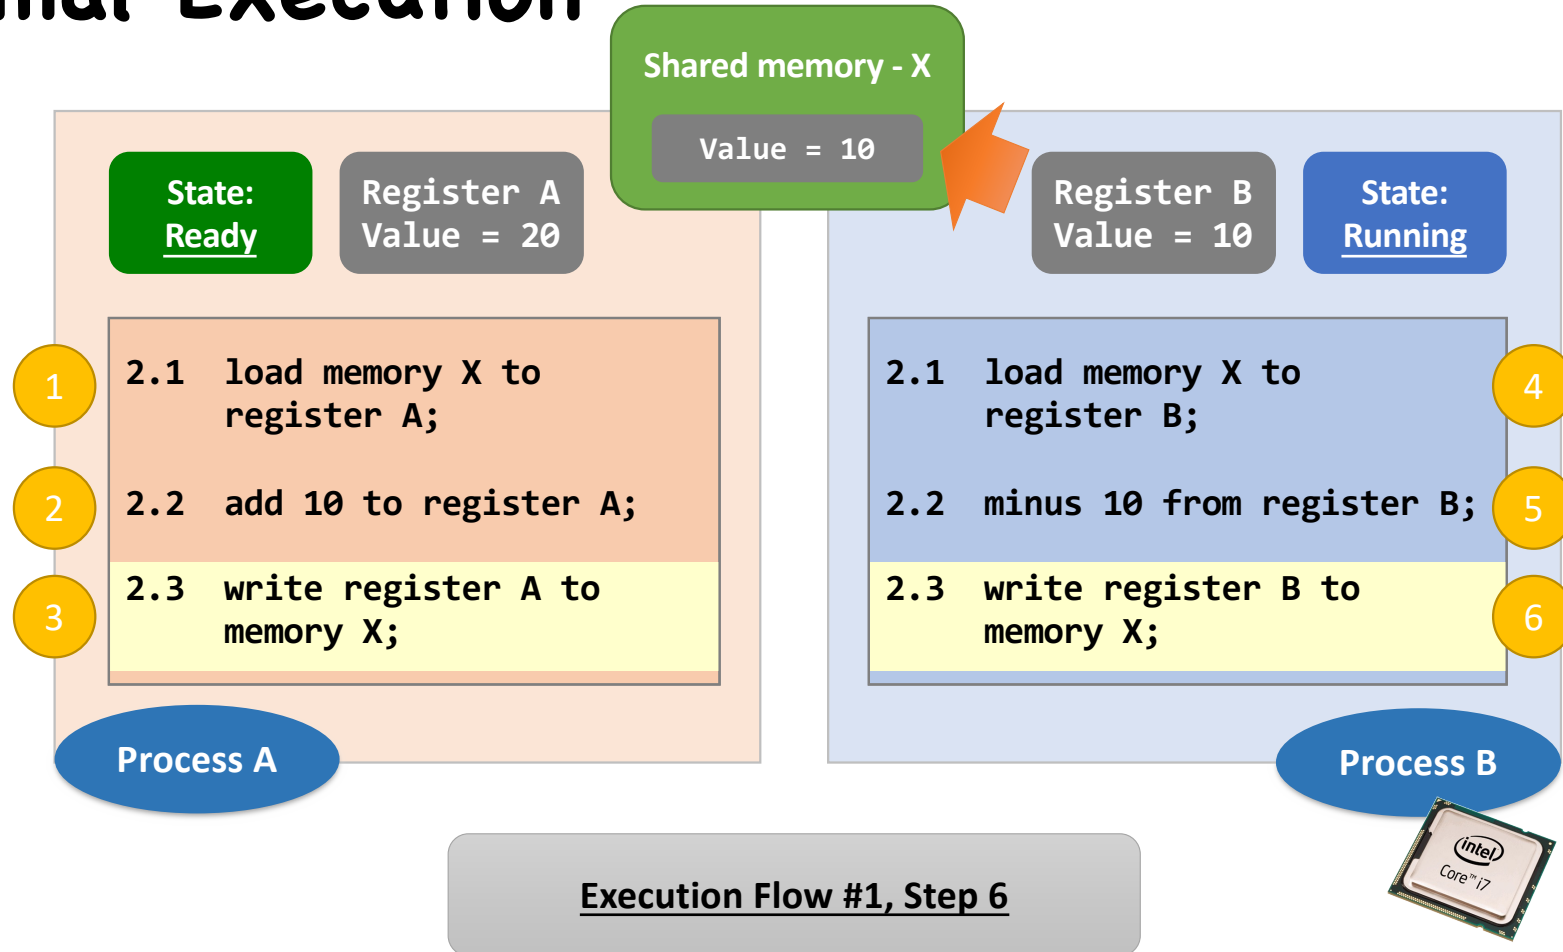 Execution
Shared memory - X
Value = 10
State:
Ready
Register A
Value = 20
Register B
Value = 10
State:
Running
1
2.1 load memory X to
register A;
2
2.2 add 10 to register A;
3
2.3 write register A to
memory X;
2.1 load memory X to
register B;
4
2.2 minus 10 from register B;
5
2.3 write register B to
memory X;
6
Process A
Process B
intel
Core™ i7
Execution Flow #1, Step 6